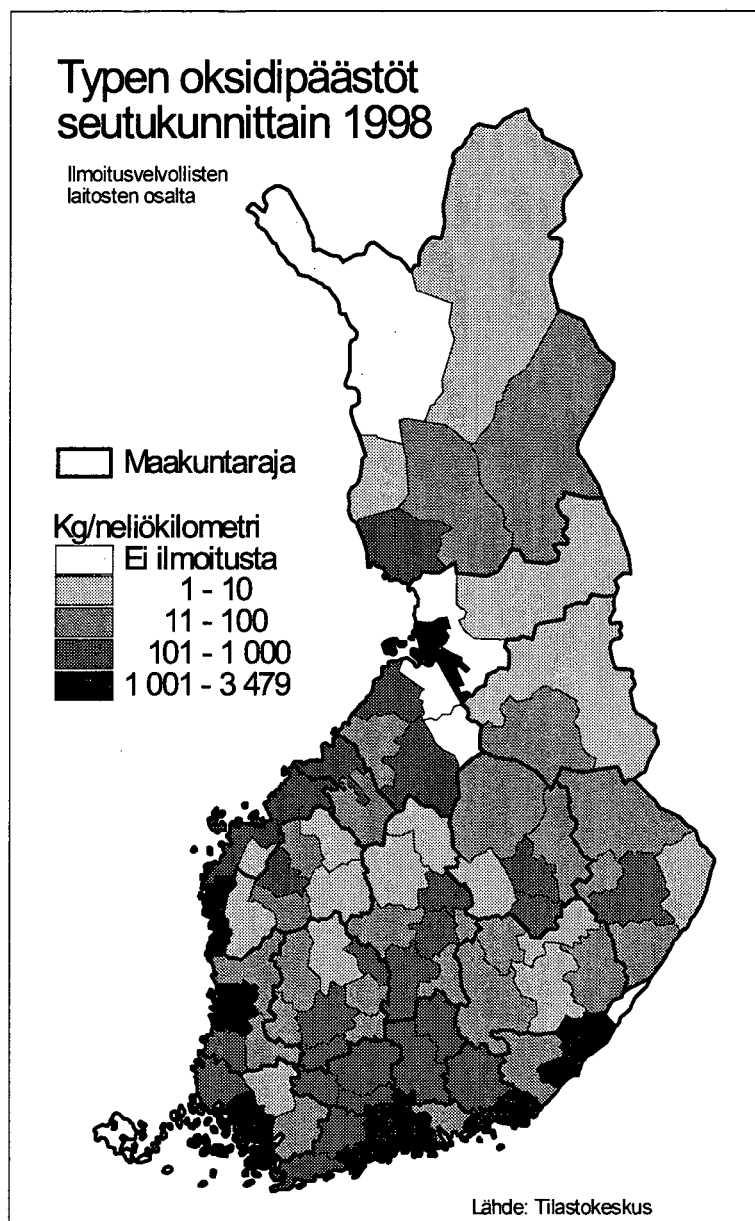 Typen oksidipäästöt
seutukunnittain 1998
Ilmoitusvelvollisten
laitosten osalta
Maakuntaraja
Kg/neliökilometri
Ei ilmoitusta
1 - 10
11 - 100
101 - 1 000
1 001 - 3 479
Lähde: Tilastokeskus